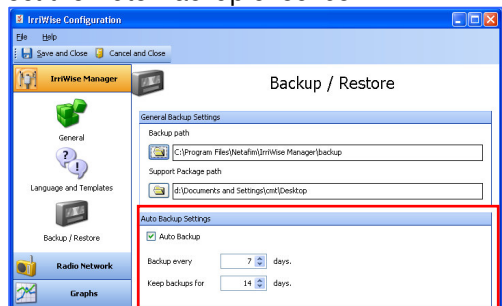 IrriWise Configuration
File Help
Save and Close Cancel and Close
IrriWise Manager
Backup / Restore
General
Language and Templates
Backup / Restore
Radio Network
Graphs
General Backup Settings
Backup path
C:\Program Files\Netafim\IrriWise Manager\backup
Support Package path
d:\Documents and Settings\cmt\Desktop
Auto Backup Settings
Auto Backup
Backup every 7 days.
Keep backups for 14 days.